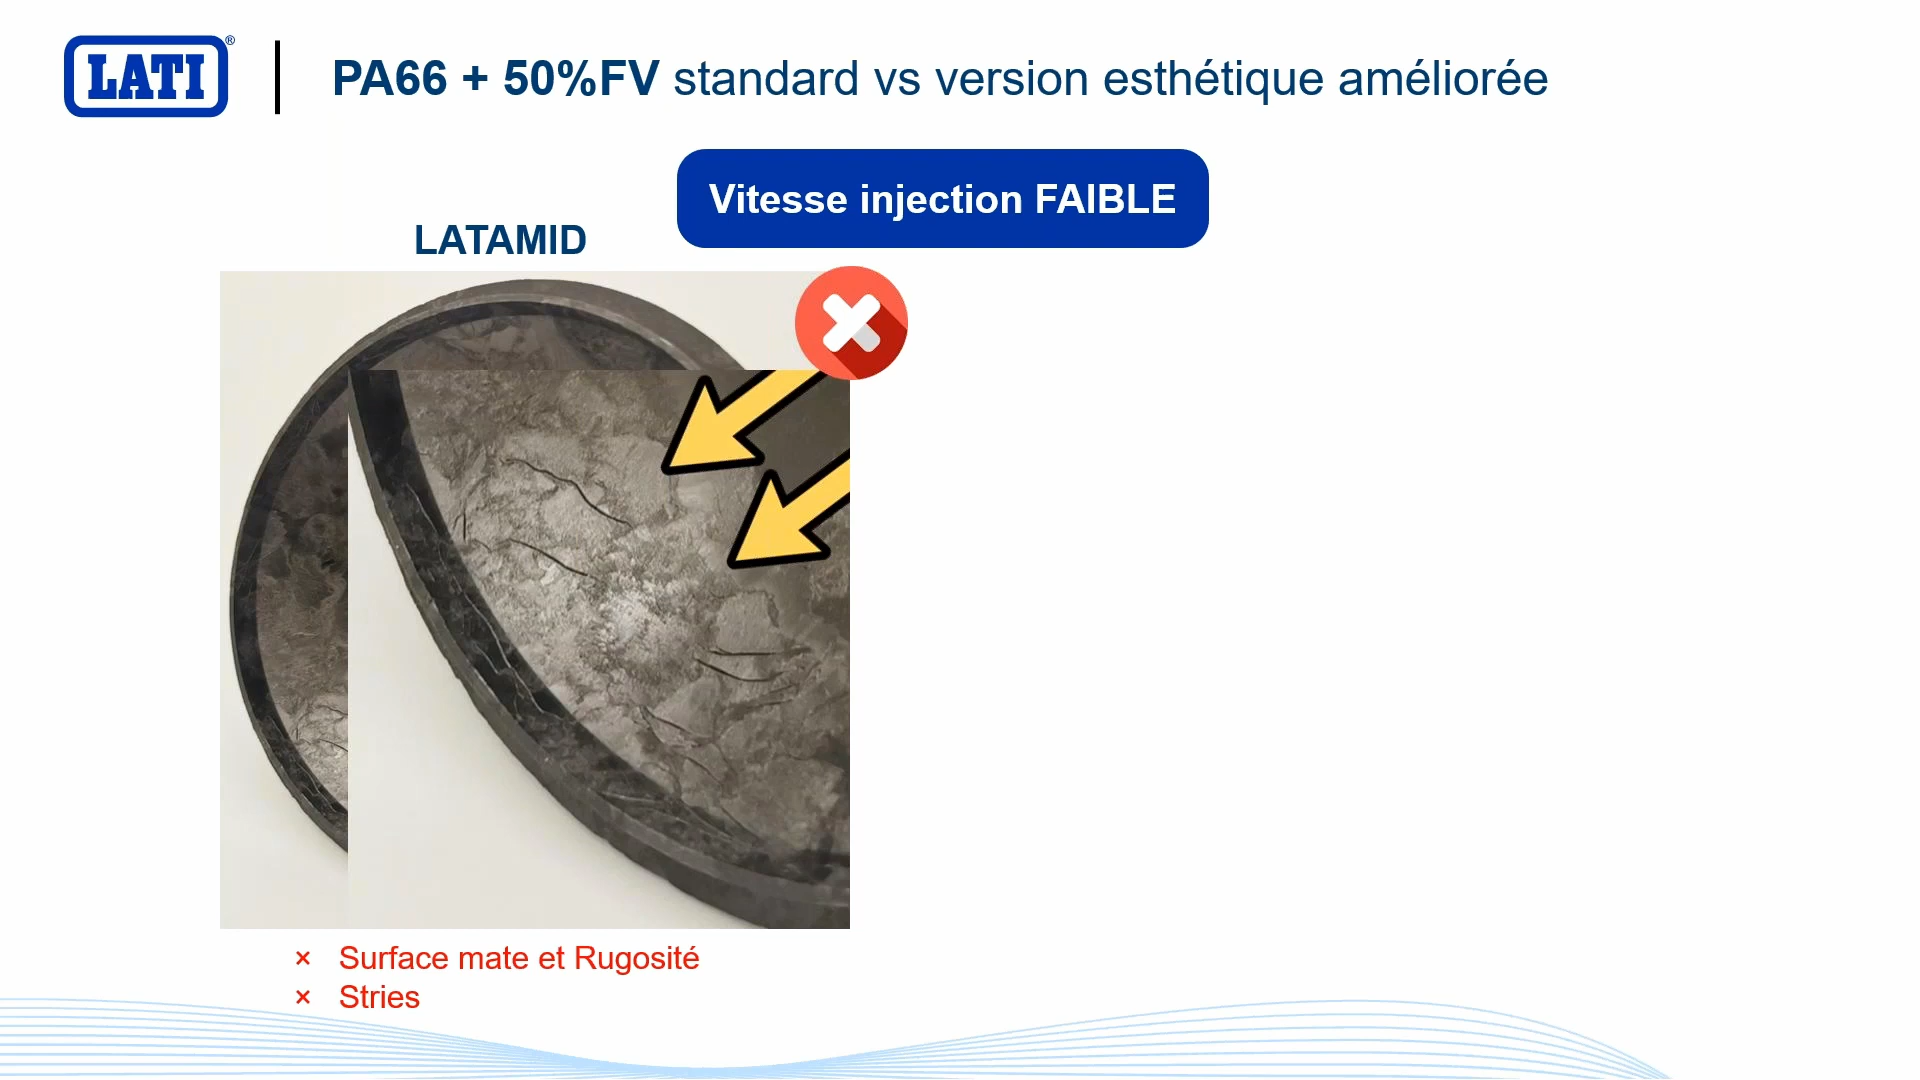 LATI®
PA66 + 50%FV standard vs version esthétique améliorée
Vitesse injection FAIBLE
LATAMID
× Surface mate et Rugosité
× Stries